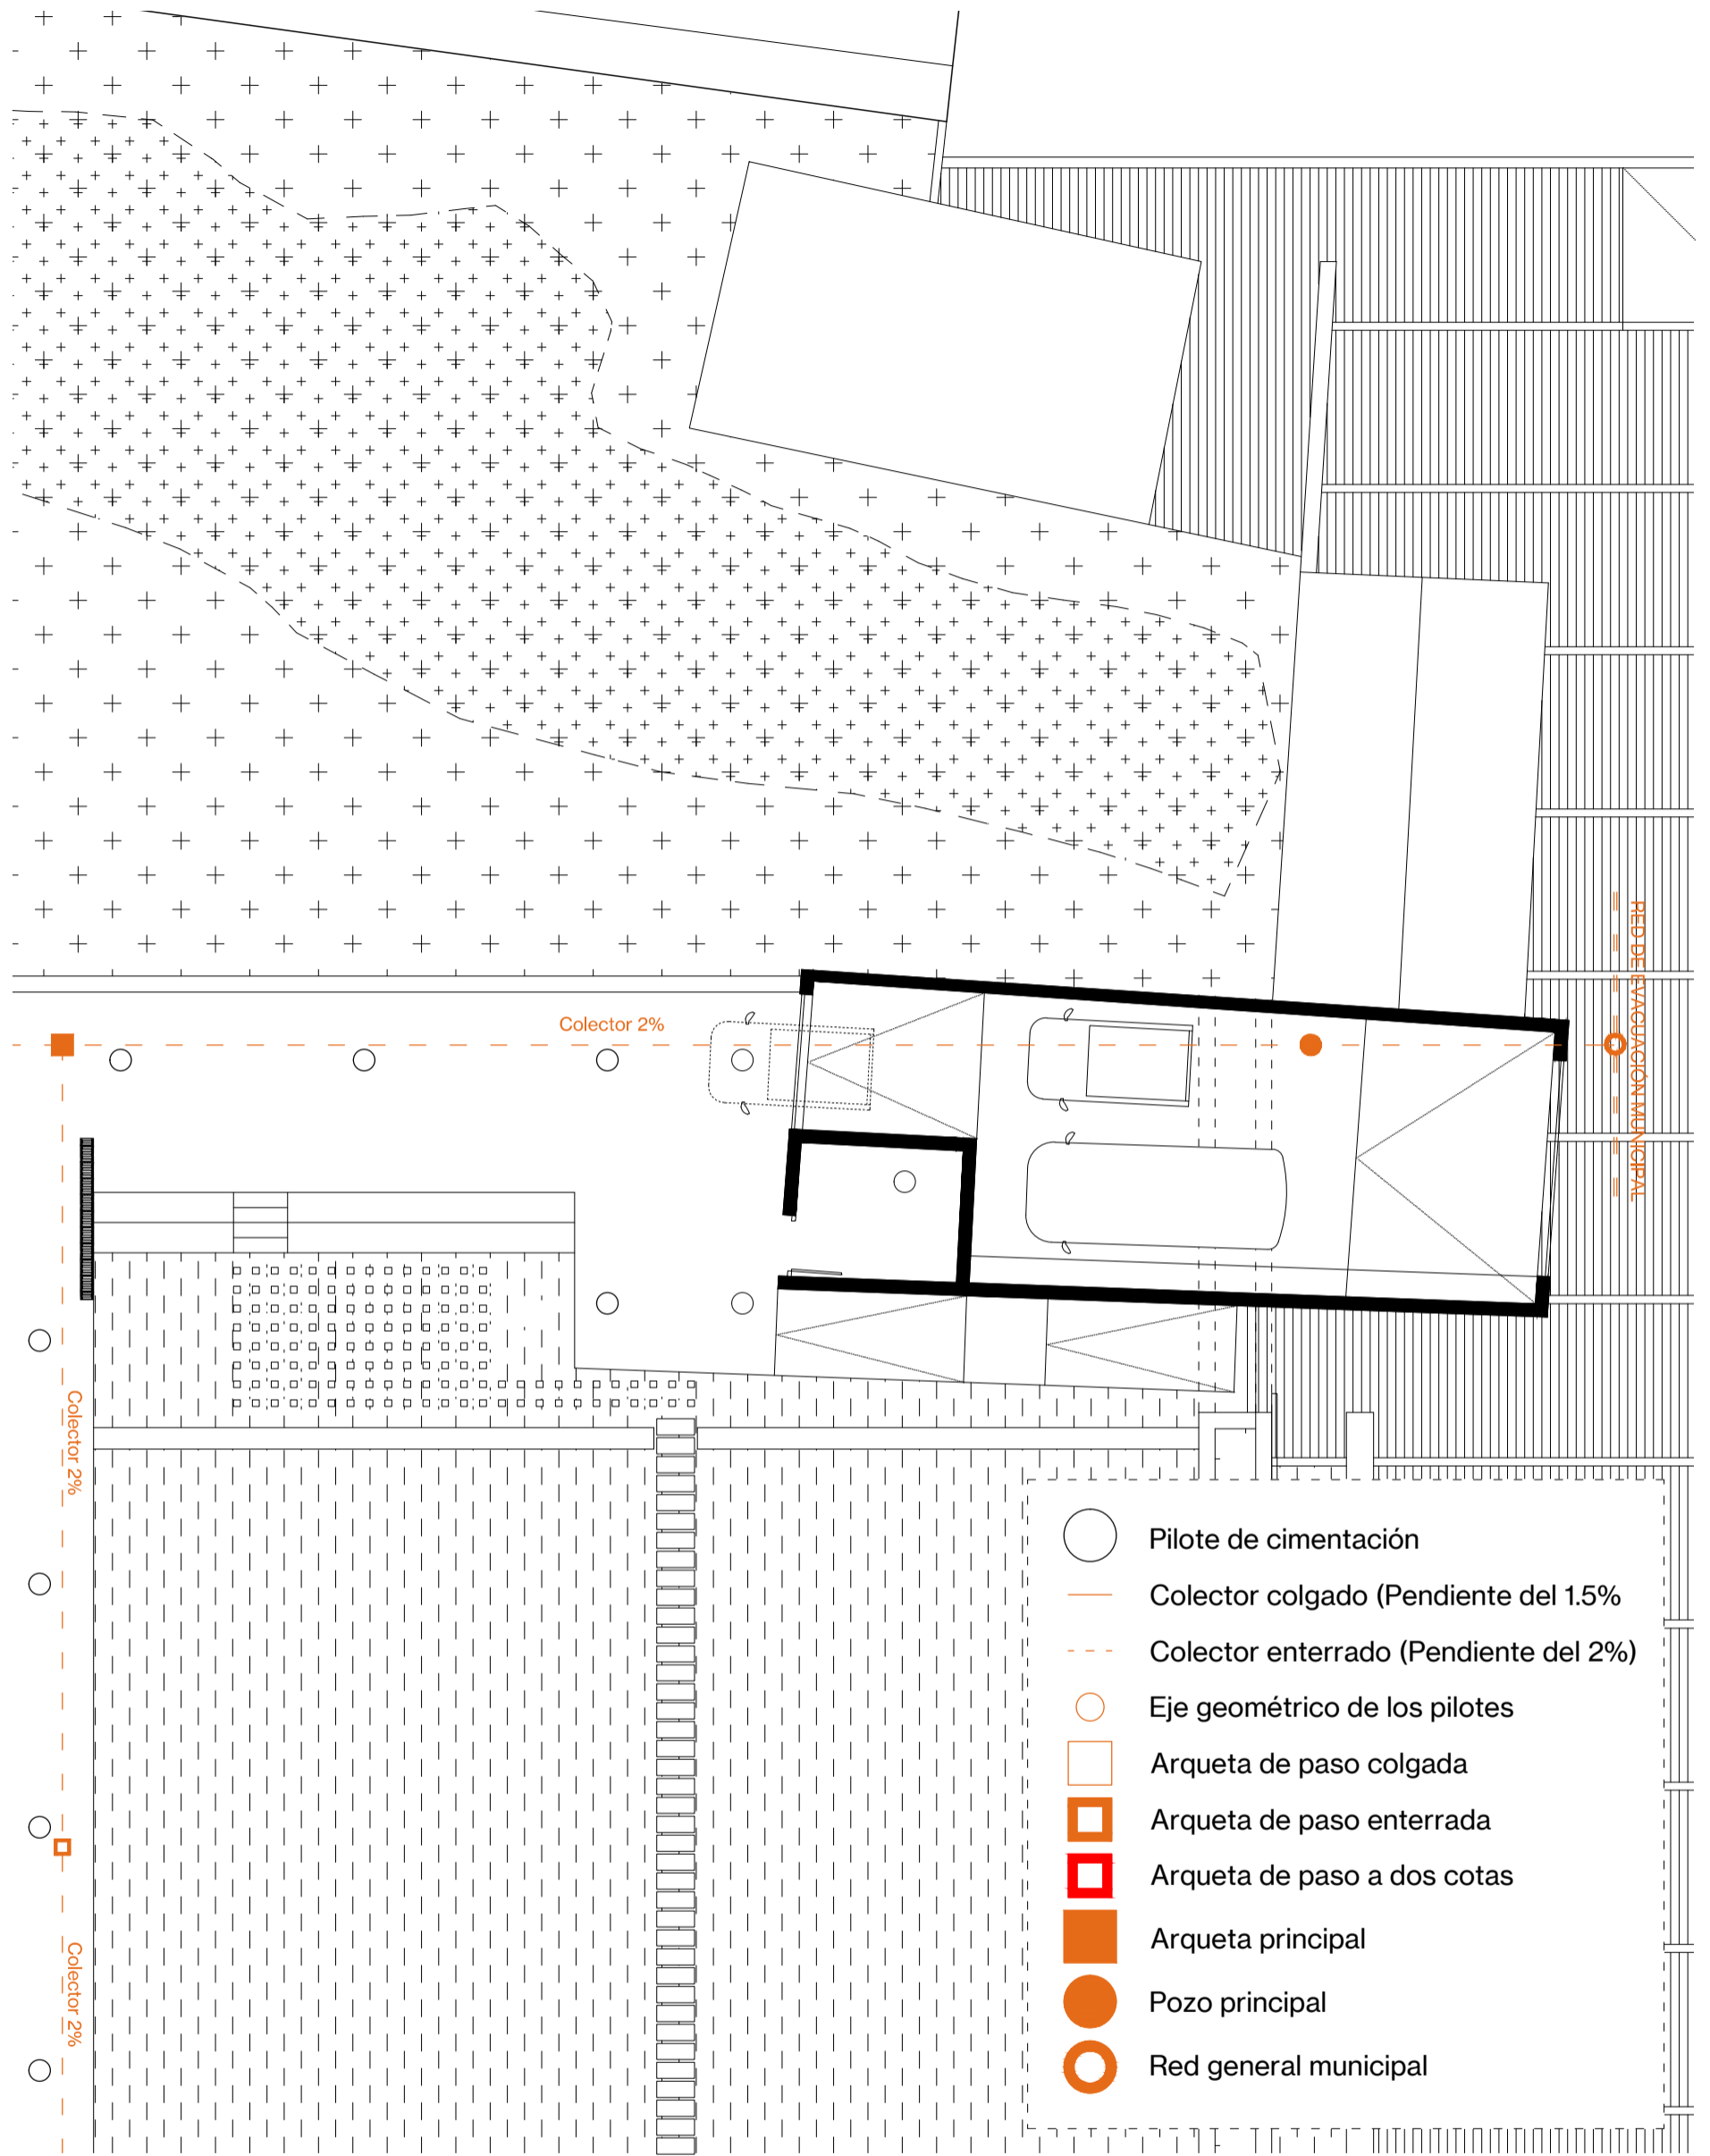 RED DE EVACUACIÓN MUNICIPAL
Colector 2%
Colector 2%
Colector 2%
Pilote de cimentación
Colector colgado (Pendiente del 1.5%
Colector enterrado (Pendiente del 2%)
Eje geométrico de los pilotes
Arqueta de paso colgada
Arqueta de paso enterrada
Arqueta de paso a dos cotas
Arqueta principal
Pozo principal
Red general municipal